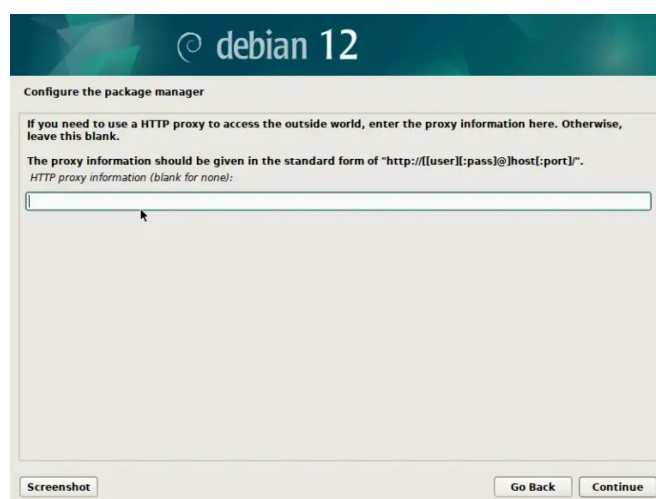 debian 12
Configure the package manager
If you need to use a HTTP proxy to access the outside world, enter the proxy information here. Otherwise,
leave this blank.
The proxy information should be given in the standard form of "http://[[user][:pass]@]host[:port]/".
HTTP proxy information (blank for none):
Screenshot
Go Back
Continue